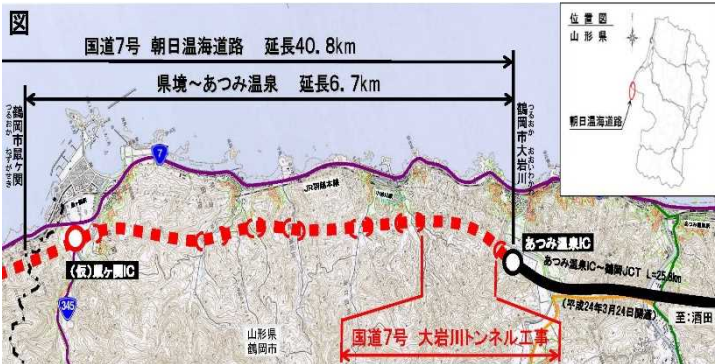 図
国道7号 朝日温海道路 延長40.8km
県境～あつみ温泉 延長6.7km
鶴岡市鼠ヶ関
つるおか ねずがせき
鶴岡市大岩川
つるおか おおいわかわ
位置図
山形県
朝日温海道路
7
JR羽越本線
(仮)鼠ヶ関IC
345
あつみ温泉IC
あつみ温泉IC～鶴岡JCT L=25.8km
(平成24年3月24日開通)
至:酒田
山形県
鶴岡市
国道7号 大岩川トンネル工事